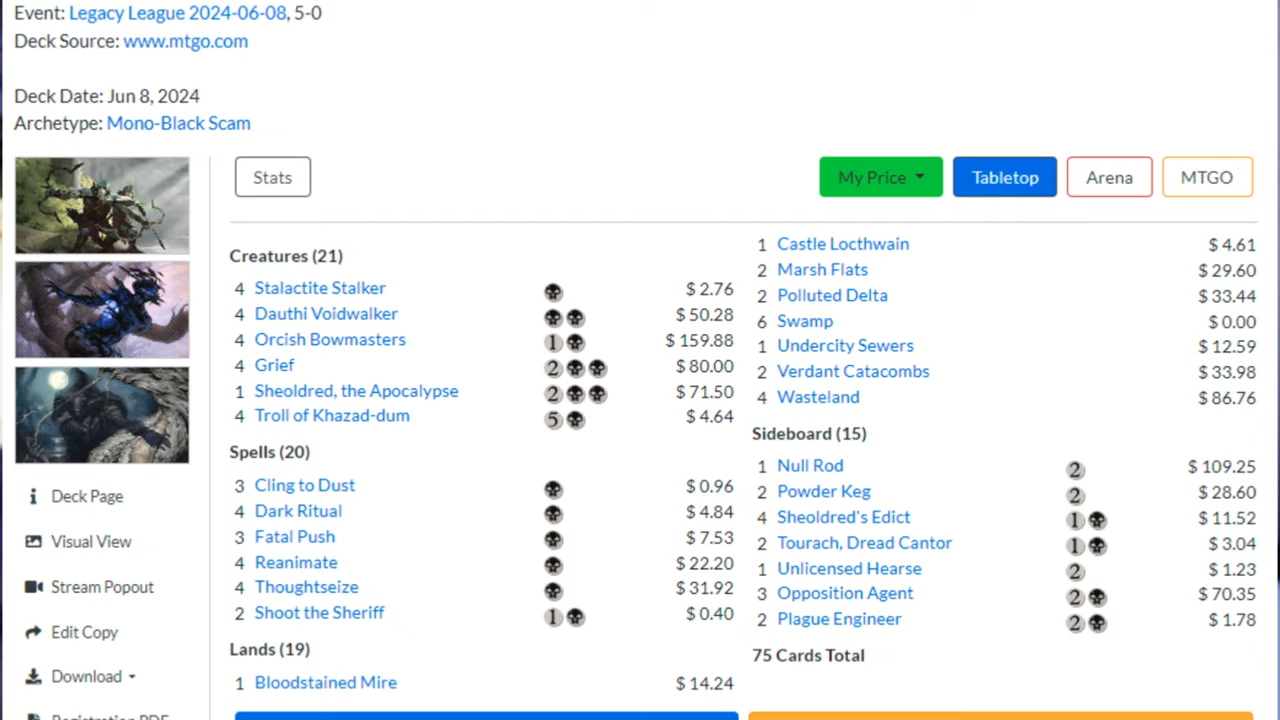 Event: Legacy League 2024-06-08, 5-0
Deck Source: www.mtgo.com
Deck Date: Jun 8, 2024
Archetype: Mono-Black Scam
Stats
My Price
Tabletop
Arena
MTGO
Deck Page
Visual View
Stream Popout
Edit Copy
Download
Registration PDF
Creatures (21)
4 Stalactite Stalker $ 2.76
4 Dauthi Voidwalker $ 50.28
4 Orcish Bowmasters 1 $ 159.88
4 Grief 2 $ 80.00
1 Sheoldred, the Apocalypse 2 $ 71.50
4 Troll of Khazad-dum 5 $ 4.64
Spells (20)
3 Cling to Dust $ 0.96
4 Dark Ritual $ 4.84
3 Fatal Push $ 7.53
4 Reanimate $ 22.20
4 Thoughtseize $ 31.92
2 Shoot the Sheriff 1 $ 0.40
Lands (19)
1 Bloodstained Mire $ 14.24
1 Castle Locthwain $ 4.61
2 Marsh Flats $ 29.60
2 Polluted Delta $ 33.44
6 Swamp $ 0.00
1 Undercity Sewers $ 12.59
2 Verdant Catacombs $ 33.98
4 Wasteland $ 86.76
Sideboard (15)
1 Null Rod 2 $ 109.25
2 Powder Keg 2 $ 28.60
4 Sheoldred's Edict 1 $ 11.52
2 Tourach, Dread Cantor 1 $ 3.04
1 Unlicensed Hearse 2 $ 1.23
3 Opposition Agent 2 $ 70.35
2 Plague Engineer 2 $ 1.78
75 Cards Total